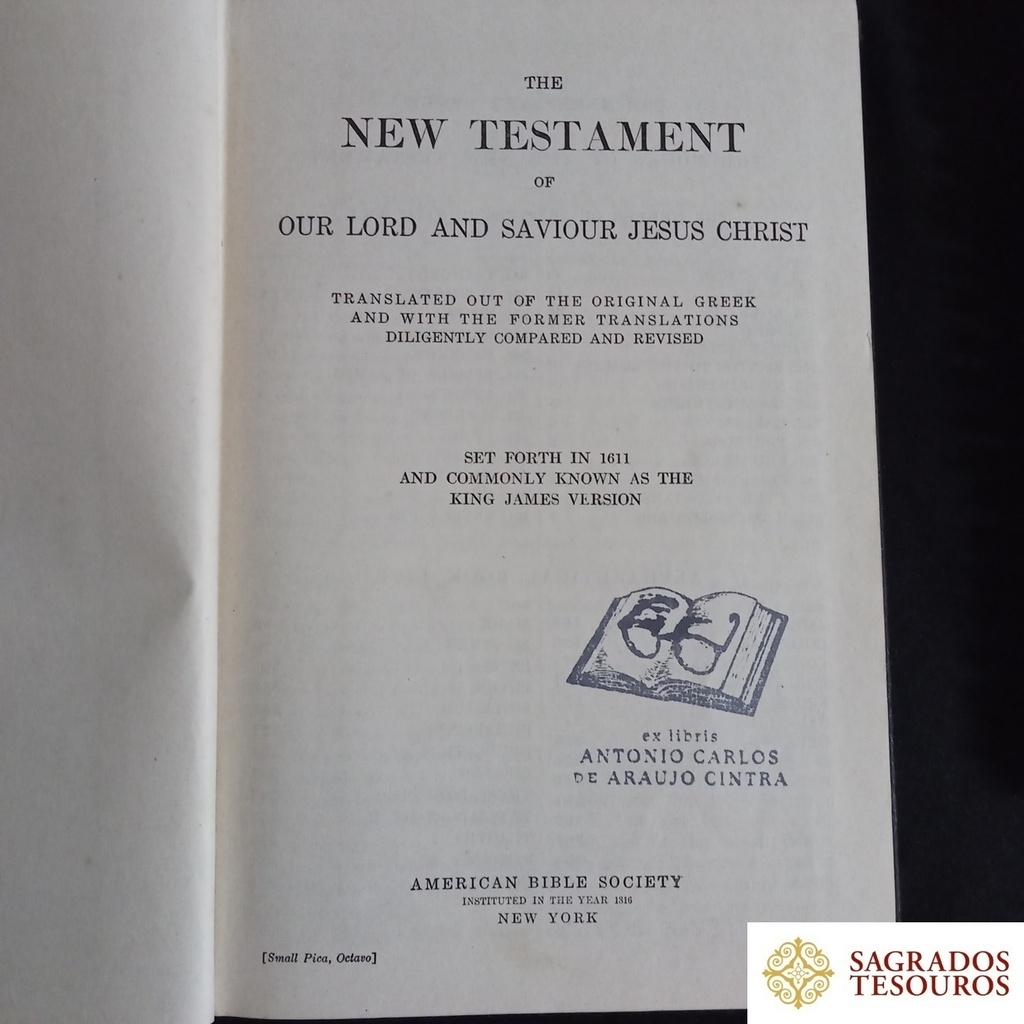 THE
NEW TESTAMENT
OF
OUR LORD AND SAVIOUR JESUS CHRIST
TRANSLATED OUT OF THE ORIGINAL GREEK
AND WITH THE FORMER TRANSLATIONS
DILIGENTLY COMPARED AND REVISED
SET FORTH IN 1611
AND COMMONLY KNOWN AS THE
KING JAMES VERSION
ex libris
ANTONIO CARLOS
DE ARAUJO CINTRA
AMERICAN BIBLE SOCIETY
INSTITUTED IN THE YEAR 1816
NEW YORK
[Small Pica, Octavo]
SAGRADOS
TESOUROS